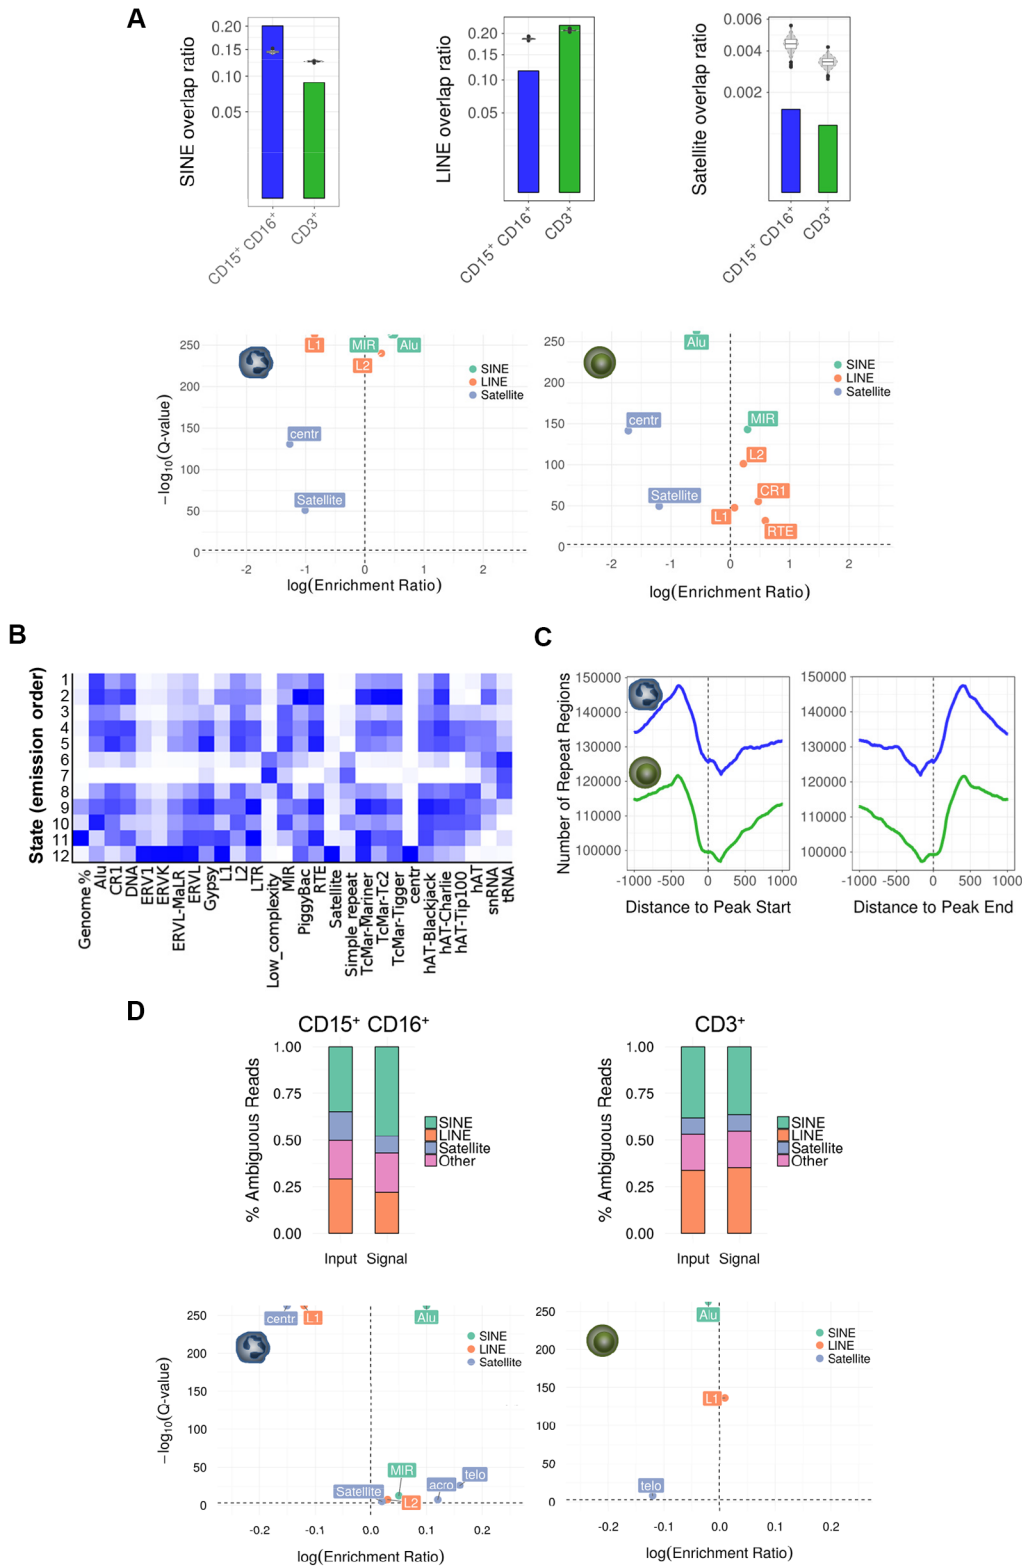 A
SINE overlap ratio
0.20
0.15
0.10
0.05
CD15+ CD16+
CD3+
LINE overlap ratio
0.20
0.15
0.10
0.05
CD15+ CD16+
CD3+
Satellite overlap ratio
0.006
0.004
0.002
CD15+ CD16+
CD3+
−log10(Q-value)
250
200
150
100
50
0
L1
MIR
Alu
L2
centr
Satellite
SINE
LINE
Satellite
-2
-1
0
1
2
log(Enrichment Ratio)
250
200
150
100
50
0
Alu
centr
MIR
L2
Satellite
CR1
L1
RTE
SINE
LINE
Satellite
-2
-1
0
1
2
log(Enrichment Ratio)
B
State (emission order)
1
2
3
4
5
6
7
8
9
10
11
12
Genome %
Alu
CR1
DNA
ERV1
ERVK
ERVL-MaLR
ERVL
Gypsy
L1
L2
LTR
Low_complexity
MIR
PiggyBac
RTE
Satellite
Simple_repeat
TcMar-Mariner
TcMar-Tc2
TcMar-Tigger
centr
hAT-Blackjack
hAT-Charlie
hAT-Tip100
hAT
snRNA
tRNA
C
Number of Repeat Regions
150000
140000
130000
120000
110000
100000
-1000
-500
0
500
1000
Distance to Peak Start
150000
140000
130000
120000
110000
100000
-1000
-500
0
500
1000
Distance to Peak End
D
CD15+ CD16+
% Ambiguous Reads
1.00
0.75
0.50
0.25
0.00
Input
Signal
SINE
LINE
Satellite
Other
CD3+
% Ambiguous Reads
1.00
0.75
0.50
0.25
0.00
Input
Signal
SINE
LINE
Satellite
Other
−log10(Q-value)
250
200
150
100
50
0
centr
L1
Alu
SINE
LINE
Satellite
MIR
telo
Satellite
acro
L2
-0.2
-0.1
0.0
0.1
0.2
log(Enrichment Ratio)
250
200
150
100
50
0
Alu
SINE
LINE
Satellite
L1
telo
-0.2
-0.1
0.0
0.1
0.2
log(Enrichment Ratio)